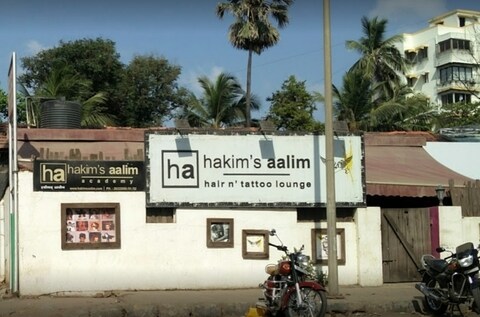 ha hakim's aalim
academy
ha hakim's aalim
hair n' tattoo lounge